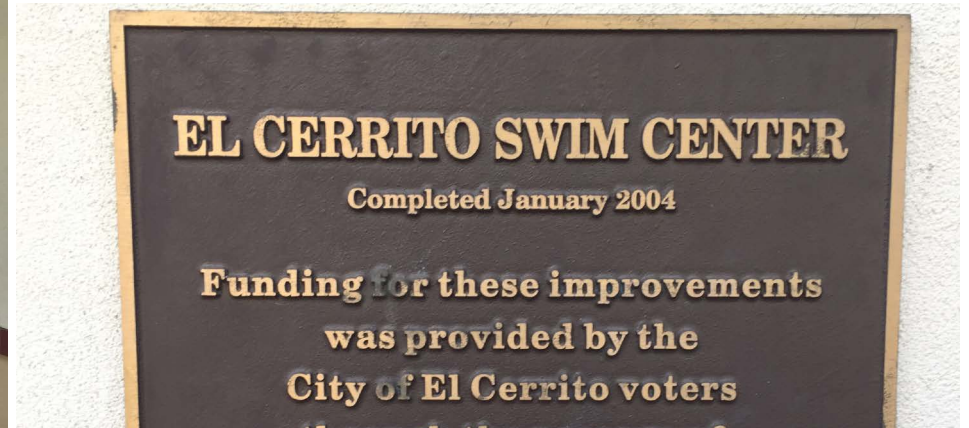 EL CERRITO SWIM CENTER
Completed January 2004
Funding for these improvements
was provided by the
City of El Cerrito voters